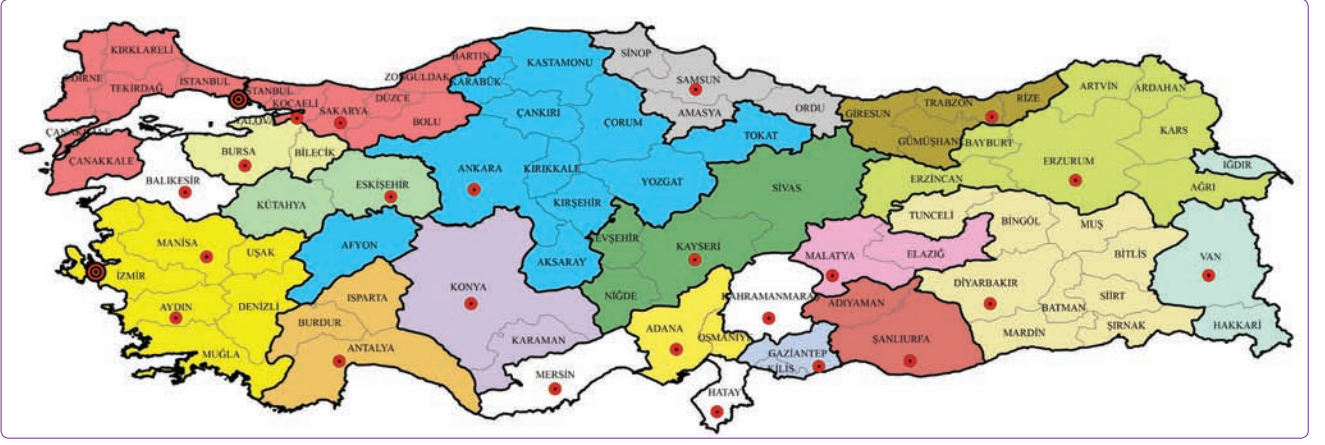 KIRKLARELİ
EDİRNE
TEKİRDAĞ
İSTANBUL
İSTANBUL
KOCAELİ
YALOVA
SAKARYA
DÜZCE
BOLU
ZONGULDAK
BARTIN
KARABÜK
KASTAMONU
SİNOP
SAMSUN
AMASYA
ORDU
GİRESUN
TRABZON
RİZE
GÜMÜŞHANE
BAYBURT
ARTVİN
ARDAHAN
KARS
IĞDIR
AĞRI
ERZURUM
ERZİNCAN
ÇANAKKALE
ÇANAKKALE
BALIKESİR
BURSA
BİLECİK
KÜTAHYA
ESKİŞEHİR
ANKARA
ÇANKIRI
ÇORUM
TOKAT
KIRIKKALE
YOZGAT
KIRŞEHİR
SİVAS
TUNCELİ
BİNGÖL
MUŞ
BİTLİS
VAN
MANİSA
UŞAK
AFYON
İZMİR
AYDIN
DENİZLİ
MUĞLA
ISPARTA
BURDUR
ANTALYA
KONYA
KARAMAN
AKSARAY
NEVŞEHİR
KAYSERİ
NİĞDE
MALATYA
ELAZIĞ
DİYARBAKIR
BATMAN
SİİRT
ŞIRNAK
MARDİN
HAKKARİ
MERSİN
ADANA
OSMANİYE
KAHRAMANMARAŞ
ADIYAMAN
GAZİANTEP
KİLİS
ŞANLIURFA
HATAY